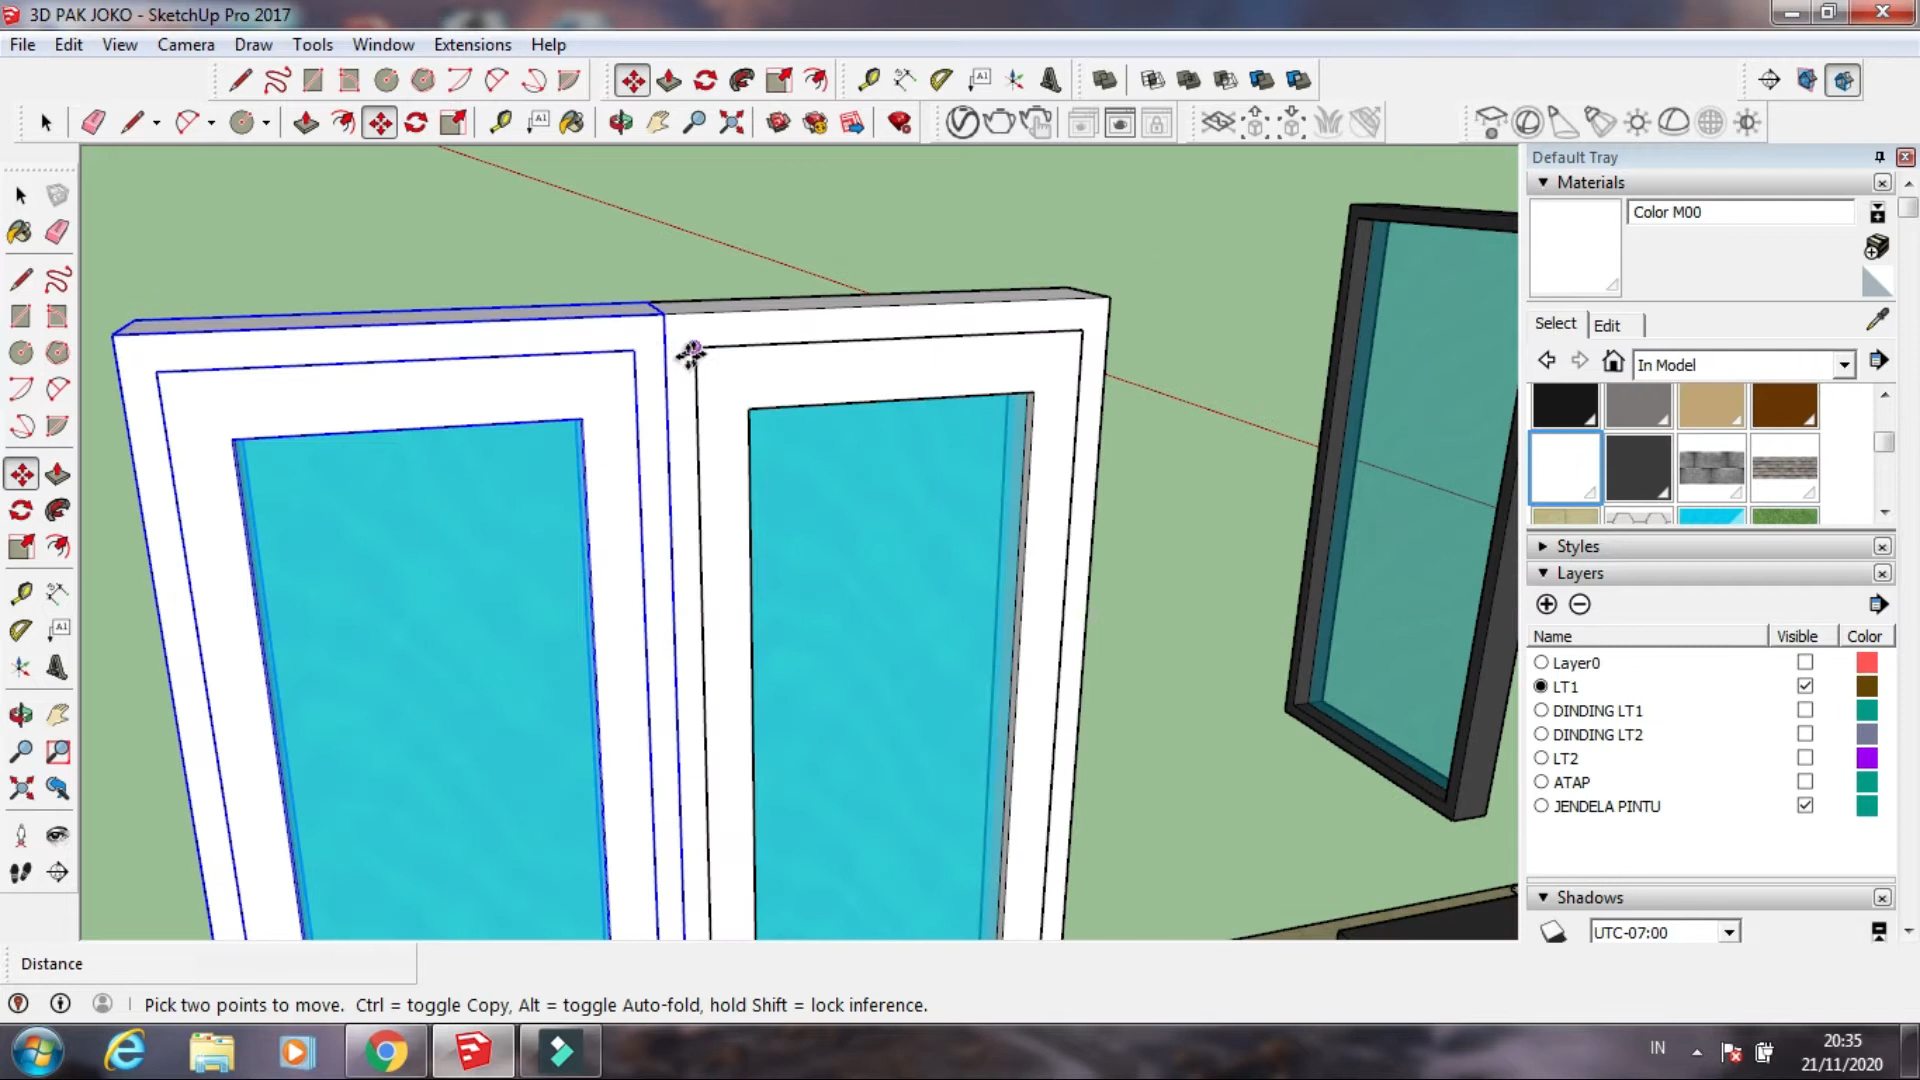 3D PAK JOKO - SketchUp Pro 2017
File Edit View Camera Draw Tools Window Extensions Help
A1
A1
Default Tray
Materials
Color M00
Select Edit
In Model
A1
Styles
Layers
Name Visible Color
Layer0
LT1
DINDING LT1
DINDING LT2
LT2
ATAP
JENDELA PINTU
Shadows
UTC-07:00
Distance
Pick two points to move. Ctrl = toggle Copy, Alt = toggle Auto-fold, hold Shift = lock inference.
IN
20:35
21/11/2020